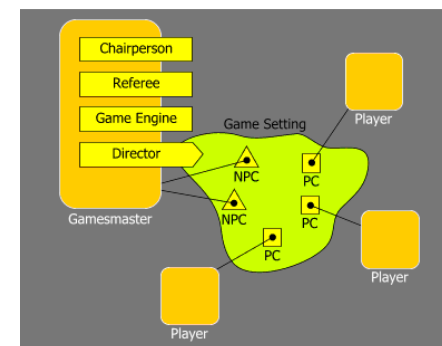 Chairperson
Referee
Game Engine
Director
Gamesmaster
Game Setting
NPC
NPC
PC
PC
PC
Player
Player
Player